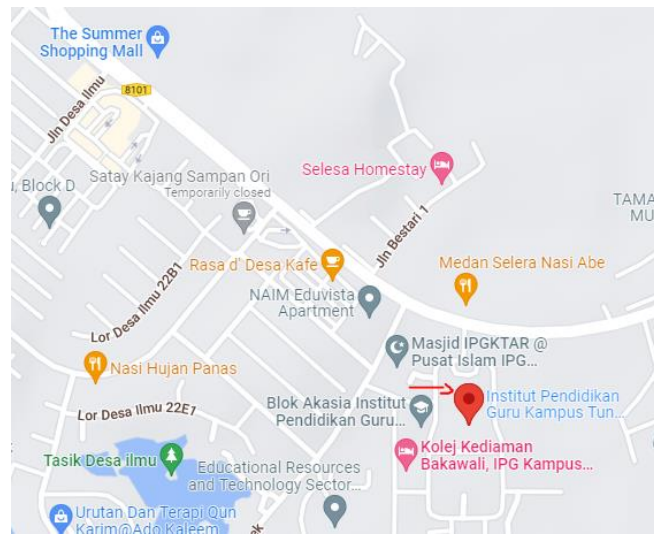 The Summer
Shopping Mall
8101
Jln Desa Ilmu
Block D
Satay Kajang Sampan Ori
Temporarily closed
Selesa Homestay
TAMA
MU
Jln Bestari 1
Rasa d' Desa Kafe
Medan Selera Nasi Abe
NAIM Eduvista
Apartment
Lor Desa Ilmu 22B1
Masjid IPGKTAR @
Pusat Islam IPG...
Nasi Hujan Panas
Institut Pendidikan
Guru Kampus Tun...
Blok Akasia Institut
Pendidikan Guru...
Lor Desa Ilmu 22E1
Kolej Kediaman
Bakawali, IPG Kampus...
Tasik Desa ilmu
Educational Resources
and Technology Sector...
Urutan Dan Terapi Qun
Karim@Ado Kaleem